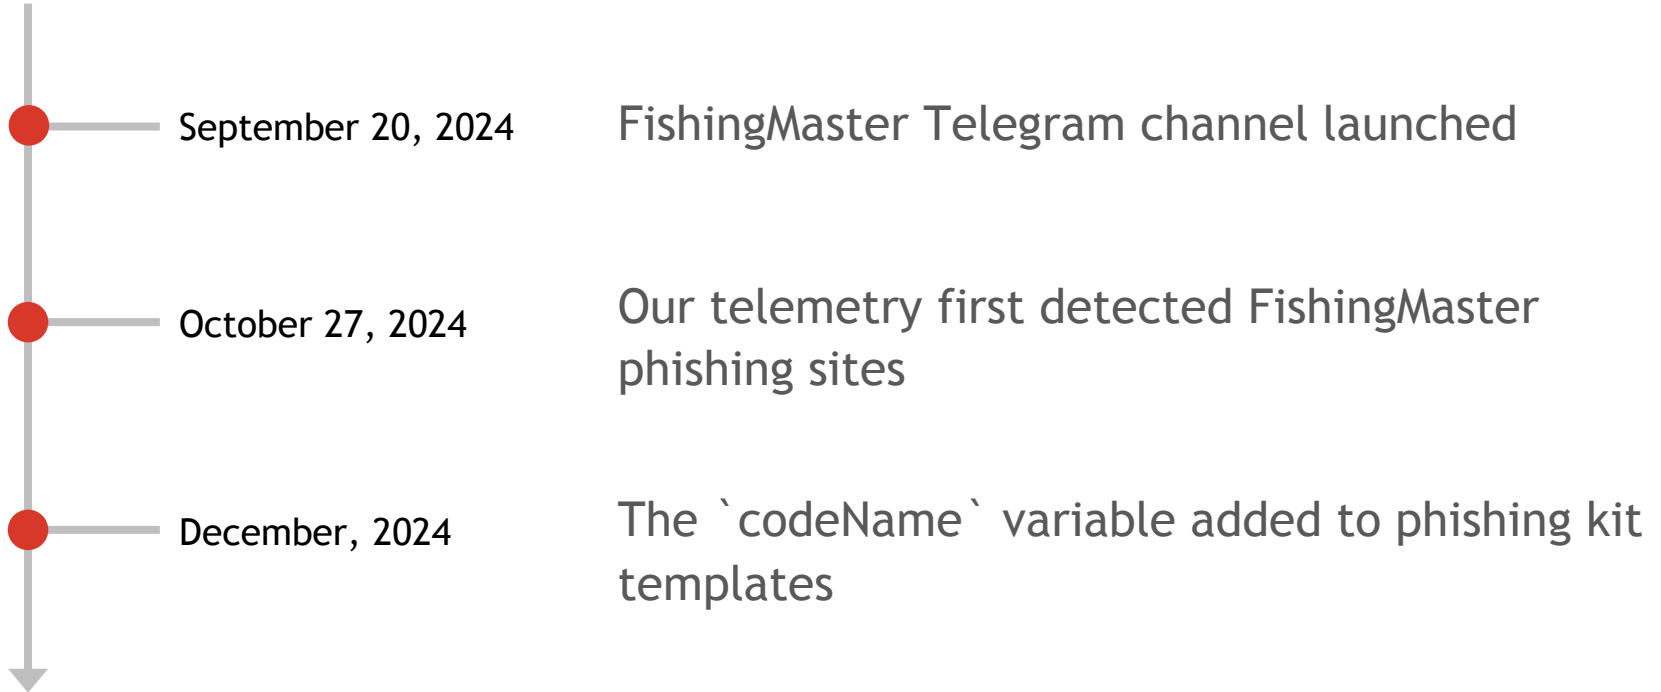 September 20, 2024
FishingMaster Telegram channel launched
October 27, 2024
Our telemetry first detected FishingMaster
phishing sites
December, 2024
The `codeName` variable added to phishing kit
templates